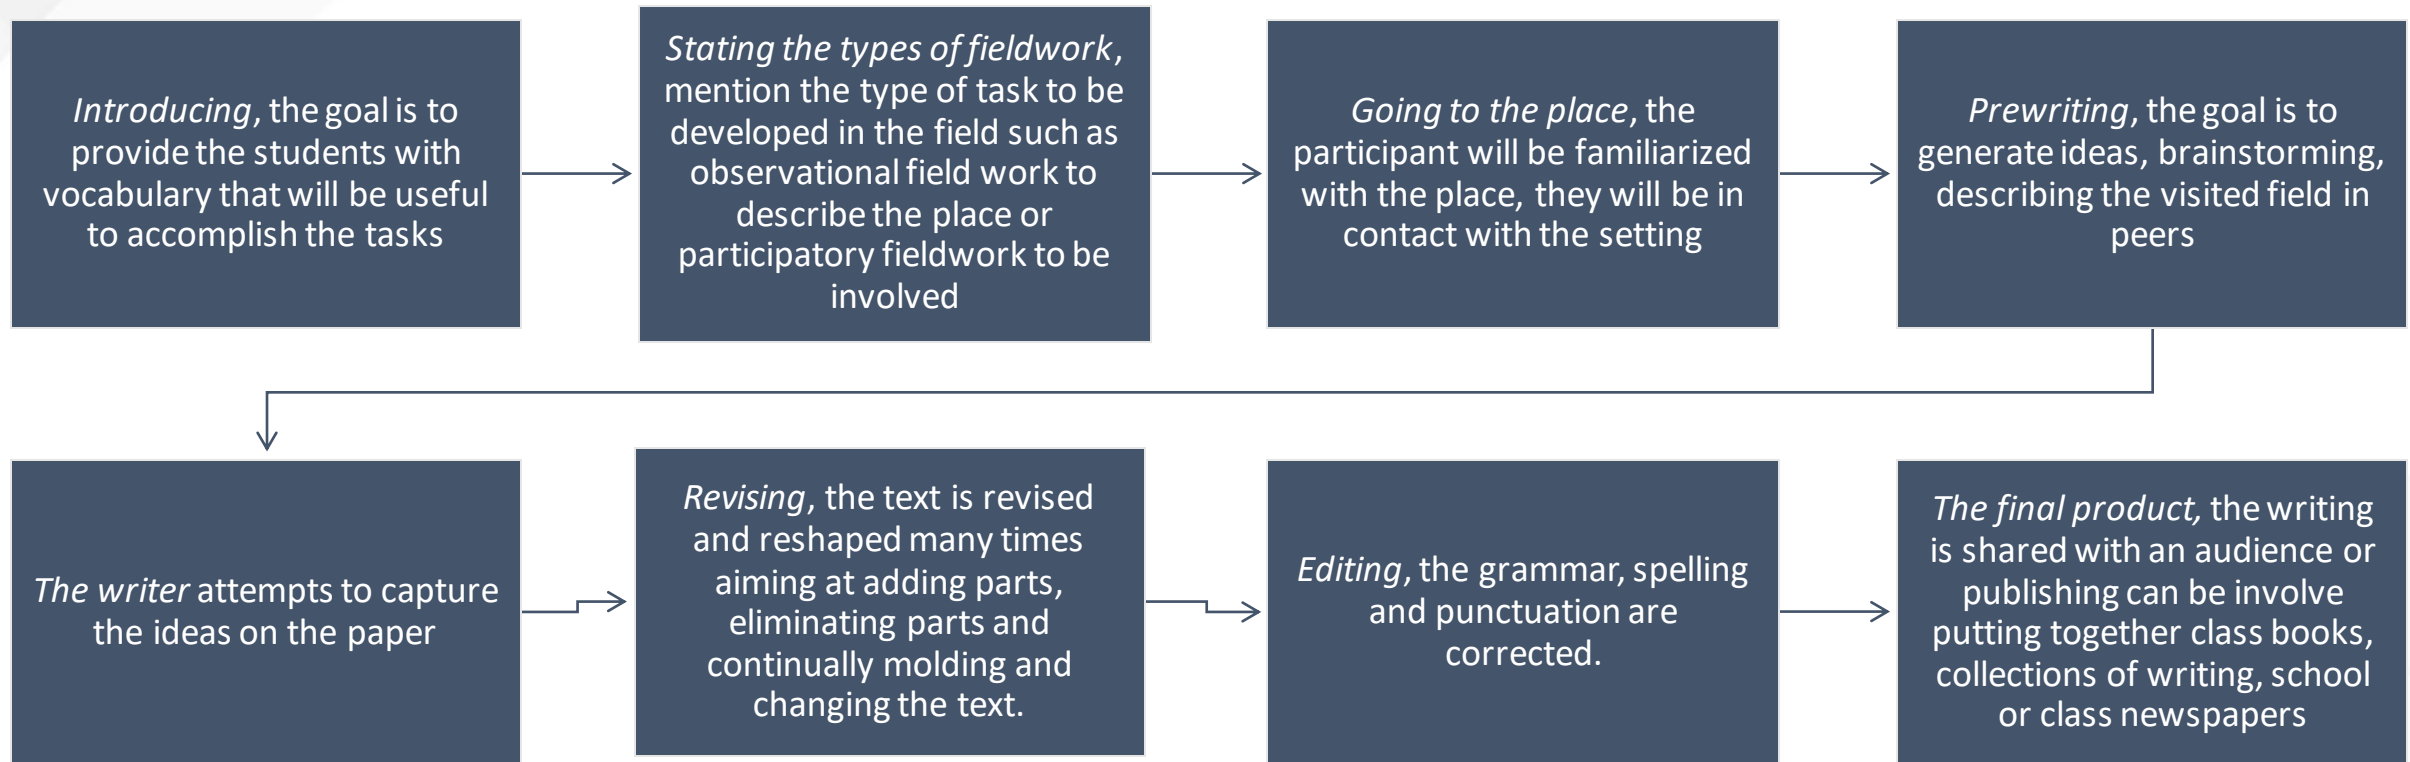 Introducing, the goal is to
provide the students with
vocabulary that will be useful
to accomplish the tasks
Stating the types of fieldwork,
mention the type of task to be
developed in the field such as
observational field work to
describe the place or
participatory fieldwork to be
involved
Going to the place, the
participant will be familiarized
with the place, they will be in
contact with the setting
Prewriting, the goal is to
generate ideas, brainstorming,
describing the visited field in
peers
The writer attempts to capture
the ideas on the paper
Revising, the text is revised
and reshaped many times
aiming at adding parts,
eliminating parts and
continually molding and
changing the text.
Editing, the grammar, spelling
and punctuation are
corrected.
The final product, the writing
is shared with an audience or
publishing can be involve
putting together class books,
collections of writing, school
or class newspapers